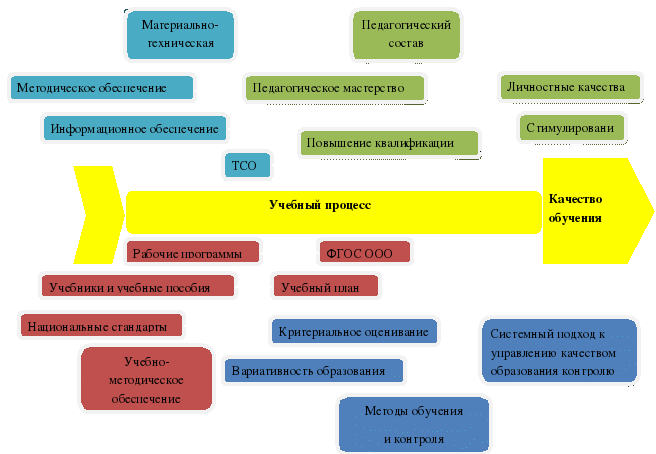 Материально-
техническая
Педагогический
состав
Методическое обеспечение
Педагогическое мастерство
Личностные качества
Информационное обеспечение
Стимулировани
Повышение квалификации
ТСО
Учебный процесс
Качество
обучения
Рабочие программы
ФГОС ООО
Учебники и учебные пособия
Учебный план
Национальные стандарты
Критериальное оценивание
Системный подход к
управлению качеством
образования контролю
Учебно-
методическое
обеспечение
Вариативность образования
Методы обучения
и контроля